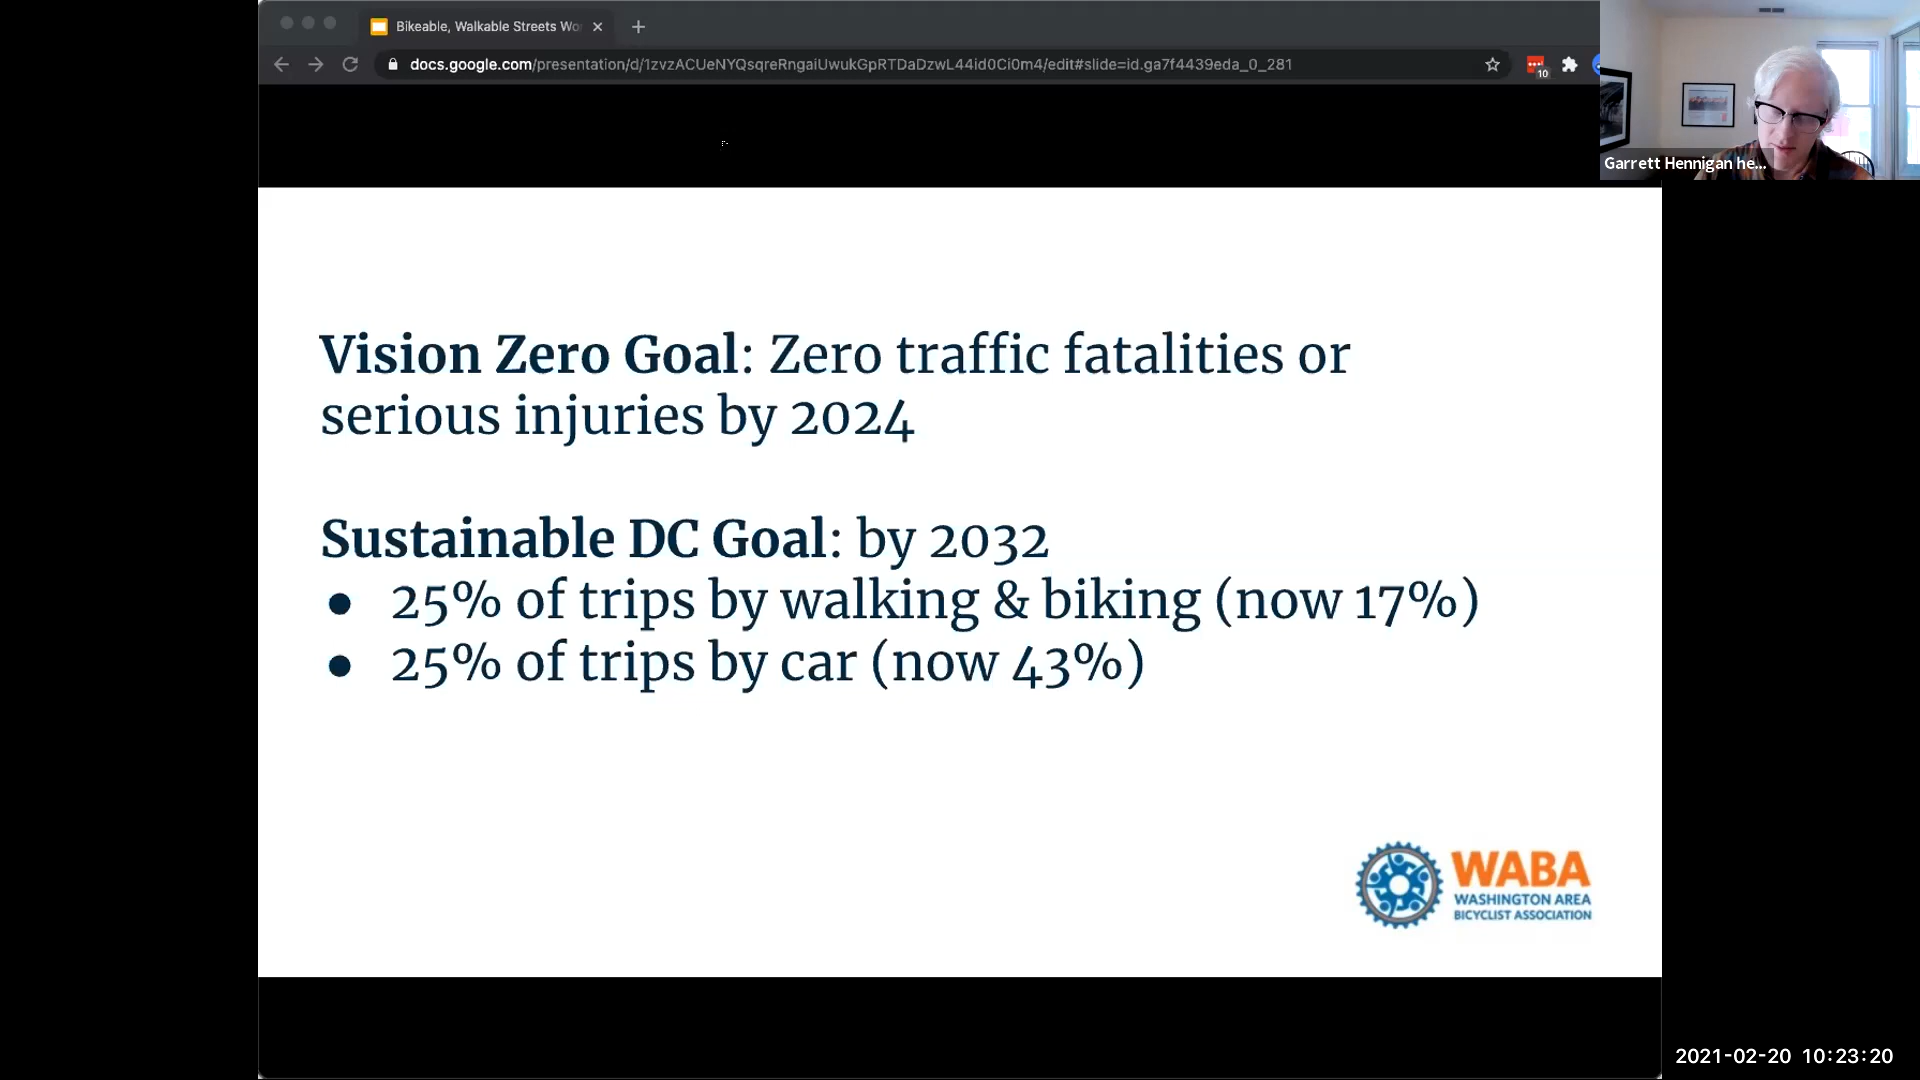 Bikeable, Walkable Streets Wo
docs.google.com/presentation/d/1zvzACUeNYQsqreRngaiUwukGpRTDaDzwL44id0Ci0m4/edit#slide=id.ga7f4439eda_0_281
10
Garrett Hennigan he...
Vision Zero Goal: Zero traffic fatalities or
serious injuries by 2024
Sustainable DC Goal: by 2032
● 25% of trips by walking & biking (now 17%)
● 25% of trips by car (now 43%)
WABA
WASHINGTON AREA
BICYCLIST ASSOCIATION
2021-02-20 10:23:20